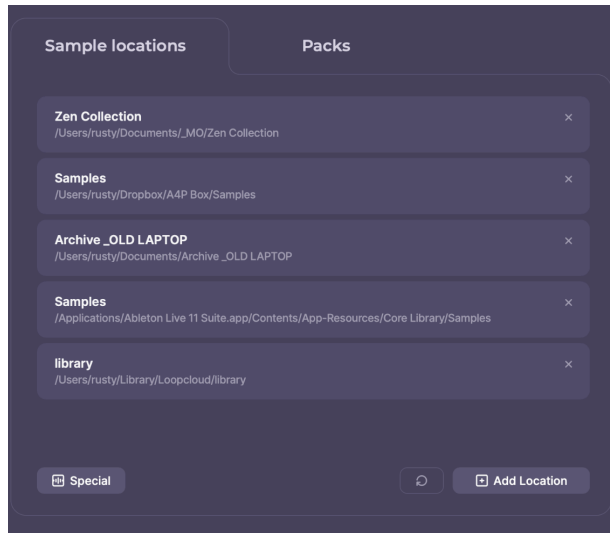 Sample locations
Packs
Zen Collection
/Users/rusty/Documents/_MO/Zen Collection
Samples
/Users/rusty/Dropbox/A4P Box/Samples
Archive _OLD LAPTOP
/Users/rusty/Documents/Archive _OLD LAPTOP
Samples
/Applications/Ableton Live 11 Suite.app/Contents/App-Resources/Core Library/Samples
library
/Users/rusty/Library/Loopcloud/library
Special
Add Location